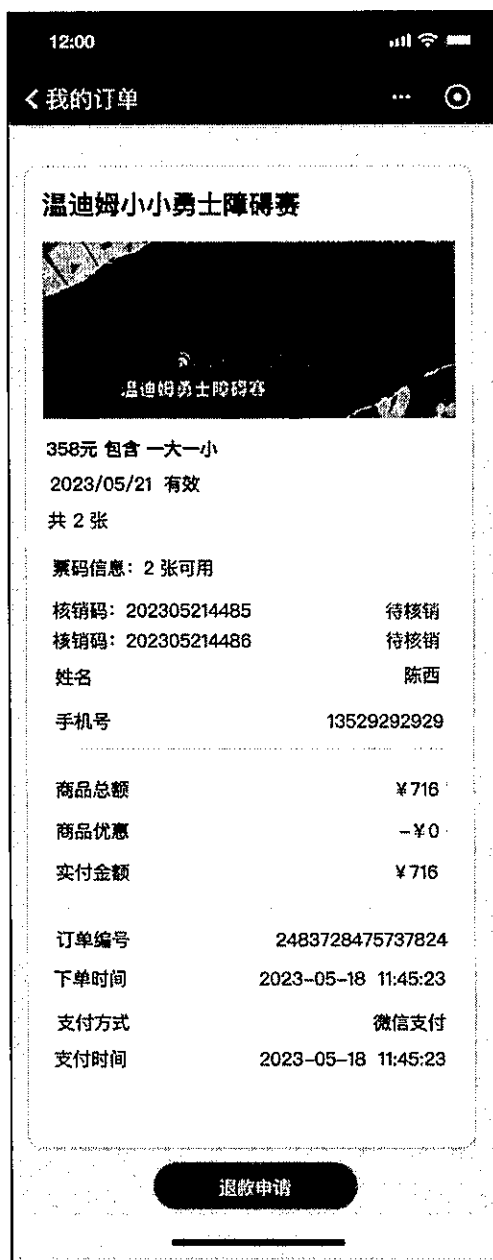 12:00
我的订单
温迪姆小小勇士障碍赛
温迪姆勇士障碍赛
358元 包含 一大一小
2023/05/21 有效
共 2 张
票码信息：2 张可用
核销码：202305214485 待核销
核销码：202305214486 待核销
姓名 陈西
手机号 13529292929
商品总额 ¥716
商品优惠 -¥0
实付金额 ¥716
订单编号 2483728475737824
下单时间 2023-05-18 11:45:23
支付方式 微信支付
支付时间 2023-05-18 11:45:23
退款申请